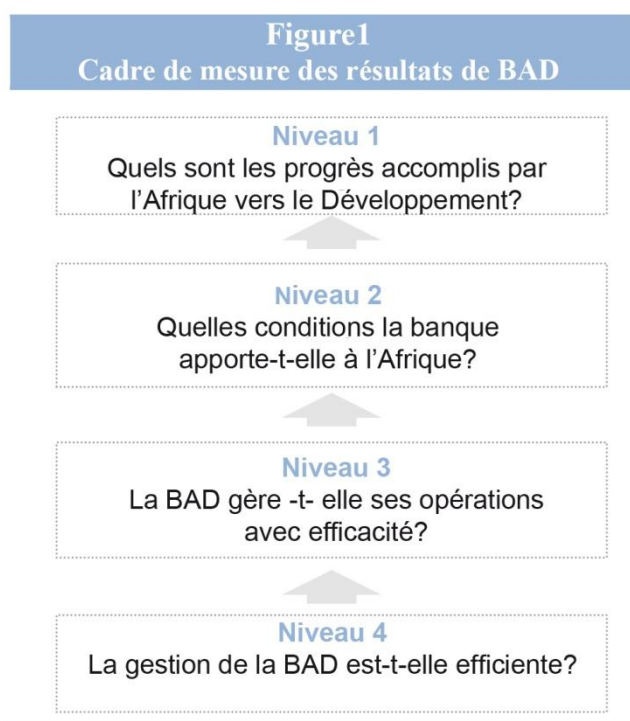 Figure1
Cadre de mesure des résultats de BAD
Niveau 1
Quels sont les progrès accomplis par
l'Afrique vers le Développement?
Niveau 2
Quelles conditions la banque
apporte-t-elle à l'Afrique?
Niveau 3
La BAD gère -t- elle ses opérations
avec efficacité?
Niveau 4
La gestion de la BAD est-t-elle efficiente?